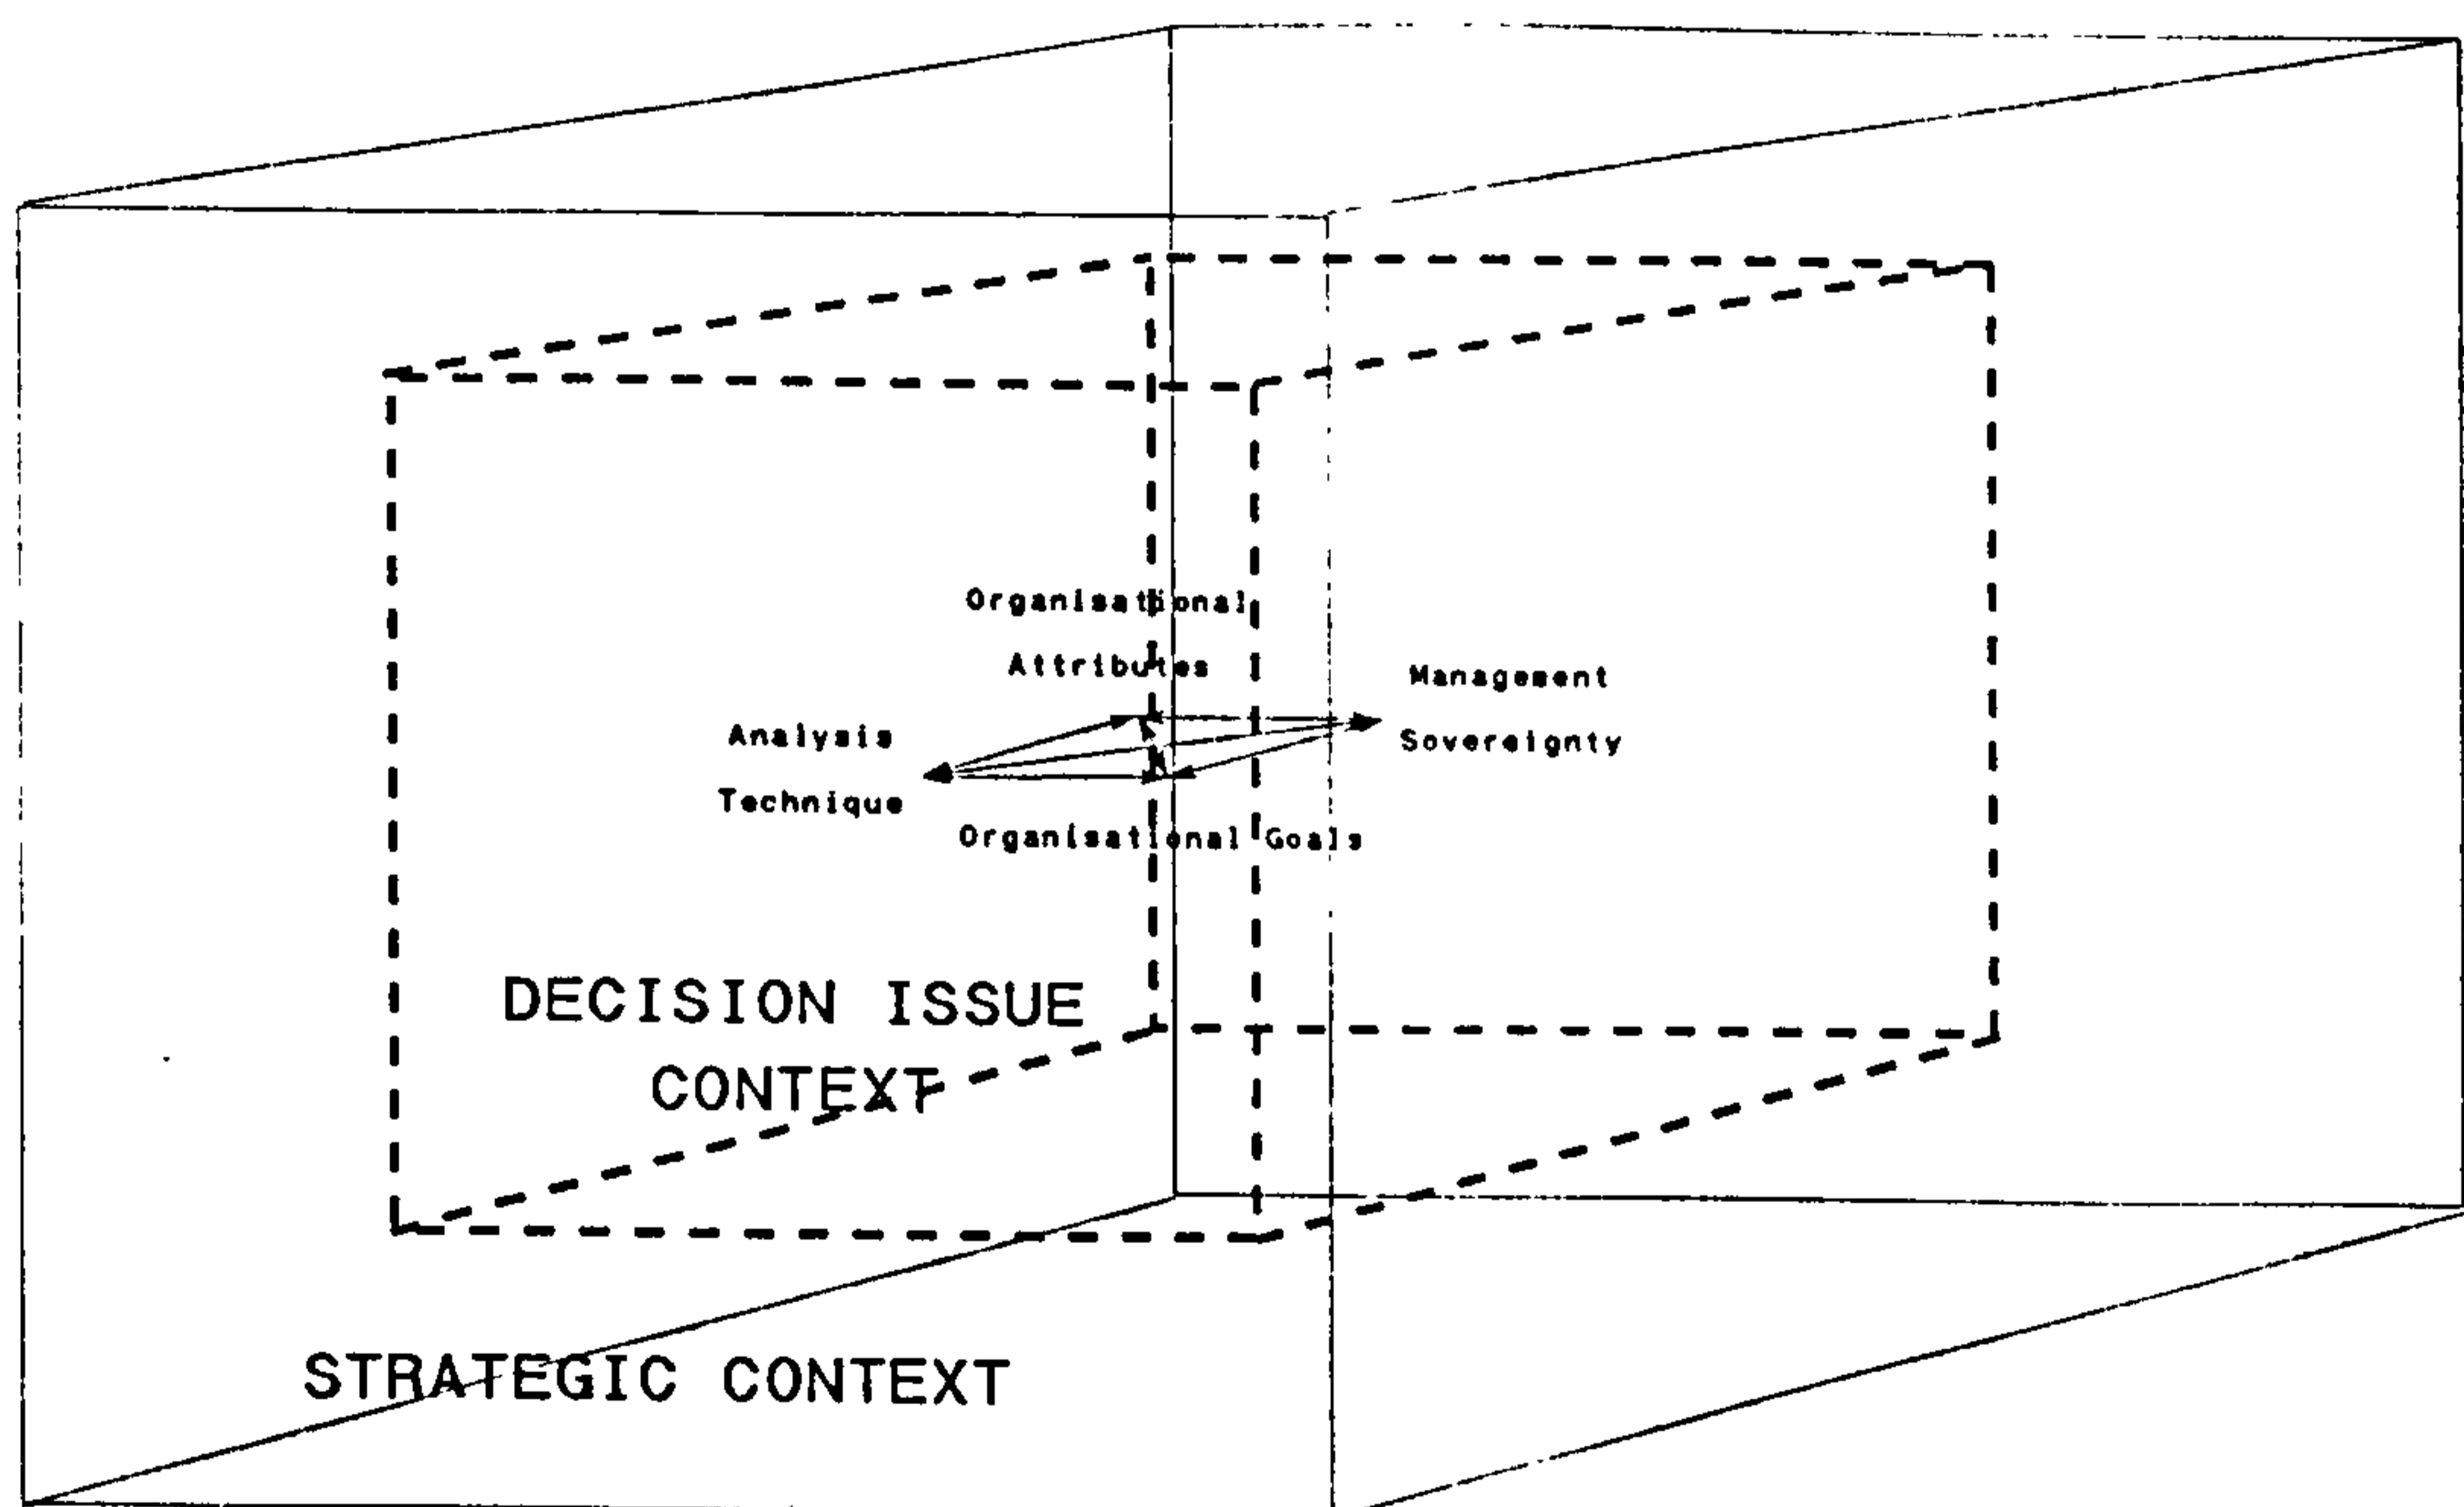 Organisational
Attributes
Management
Sovereignty
Analysis
Technique
Organisational Goals
DECISION ISSUE
CONTEXT
STRATEGIC CONTEXT